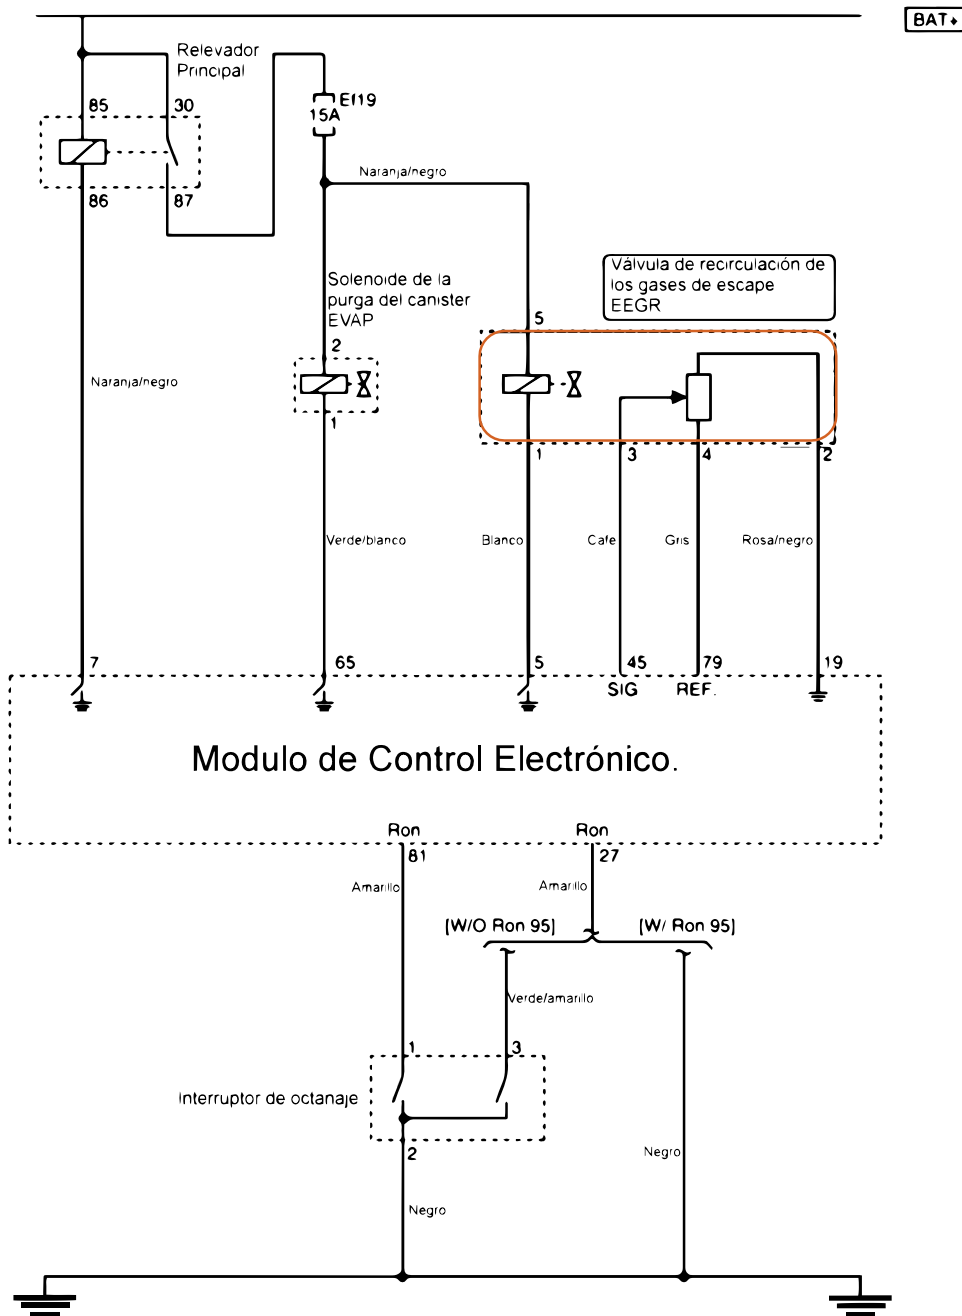 BAT+
Relevador
Principal
85
30
Ef19
15A
86
87
Naranja/negro
Solenoide de la
purga del canister
EVAP
Válvula de recirculación de
los gases de escape
EEGR
5
2
Naranja/negro
1
1
3
4
2
Verde/blanco
Blanco
Cafe
Gris
Rosa/negro
7
65
5
45
79
19
SIG
REF.
Modulo de Control Electrónico.
Ron
Ron
81
27
Amarillo
Amarillo
[W/O Ron 95]
[W/ Ron 95]
Verde/amarillo
1
3
Interruptor de octanaje
2
Negro
Negro